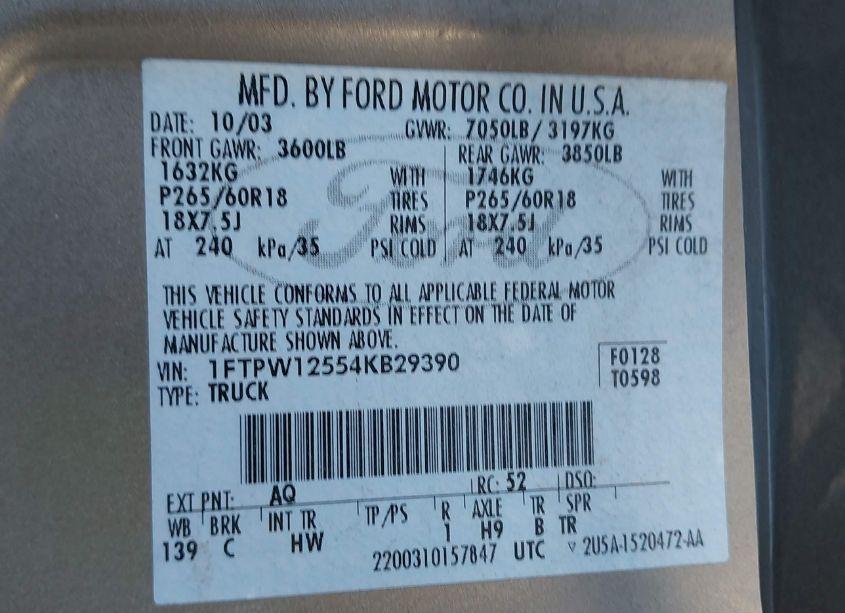 MFD. BY FORD MOTOR CO. IN U.S.A.
DATE: 10/03 GVWR: 7050LB / 3197KG
FRONT GAWR: 3600LB REAR GAWR: 3850LB
1632KG WITH 1746KG WITH
P265/60R18 TIRES P265/60R18 TIRES
18X7.5J RIMS 18X7.5J RIMS
AT 240 kPa/35 PSI COLD AT 240 kPa/35 PSI COLD
Ford
THIS VEHICLE CONFORMS TO ALL APPLICABLE FEDERAL MOTOR
VEHICLE SAFETY STANDARDS IN EFFECT ON THE DATE OF
MANUFACTURE SHOWN ABOVE.
VIN: 1FTPW12554KB29390 F0128
TYPE: TRUCK T0598
EXT PNT: AQ RC: 52 DSO:
WB BRK INT TR TP/PS R AXLE TR SPR
139 C HW 1 H9 B TR
2200310157847 UTC ▽ 2U5A-1520472-AA